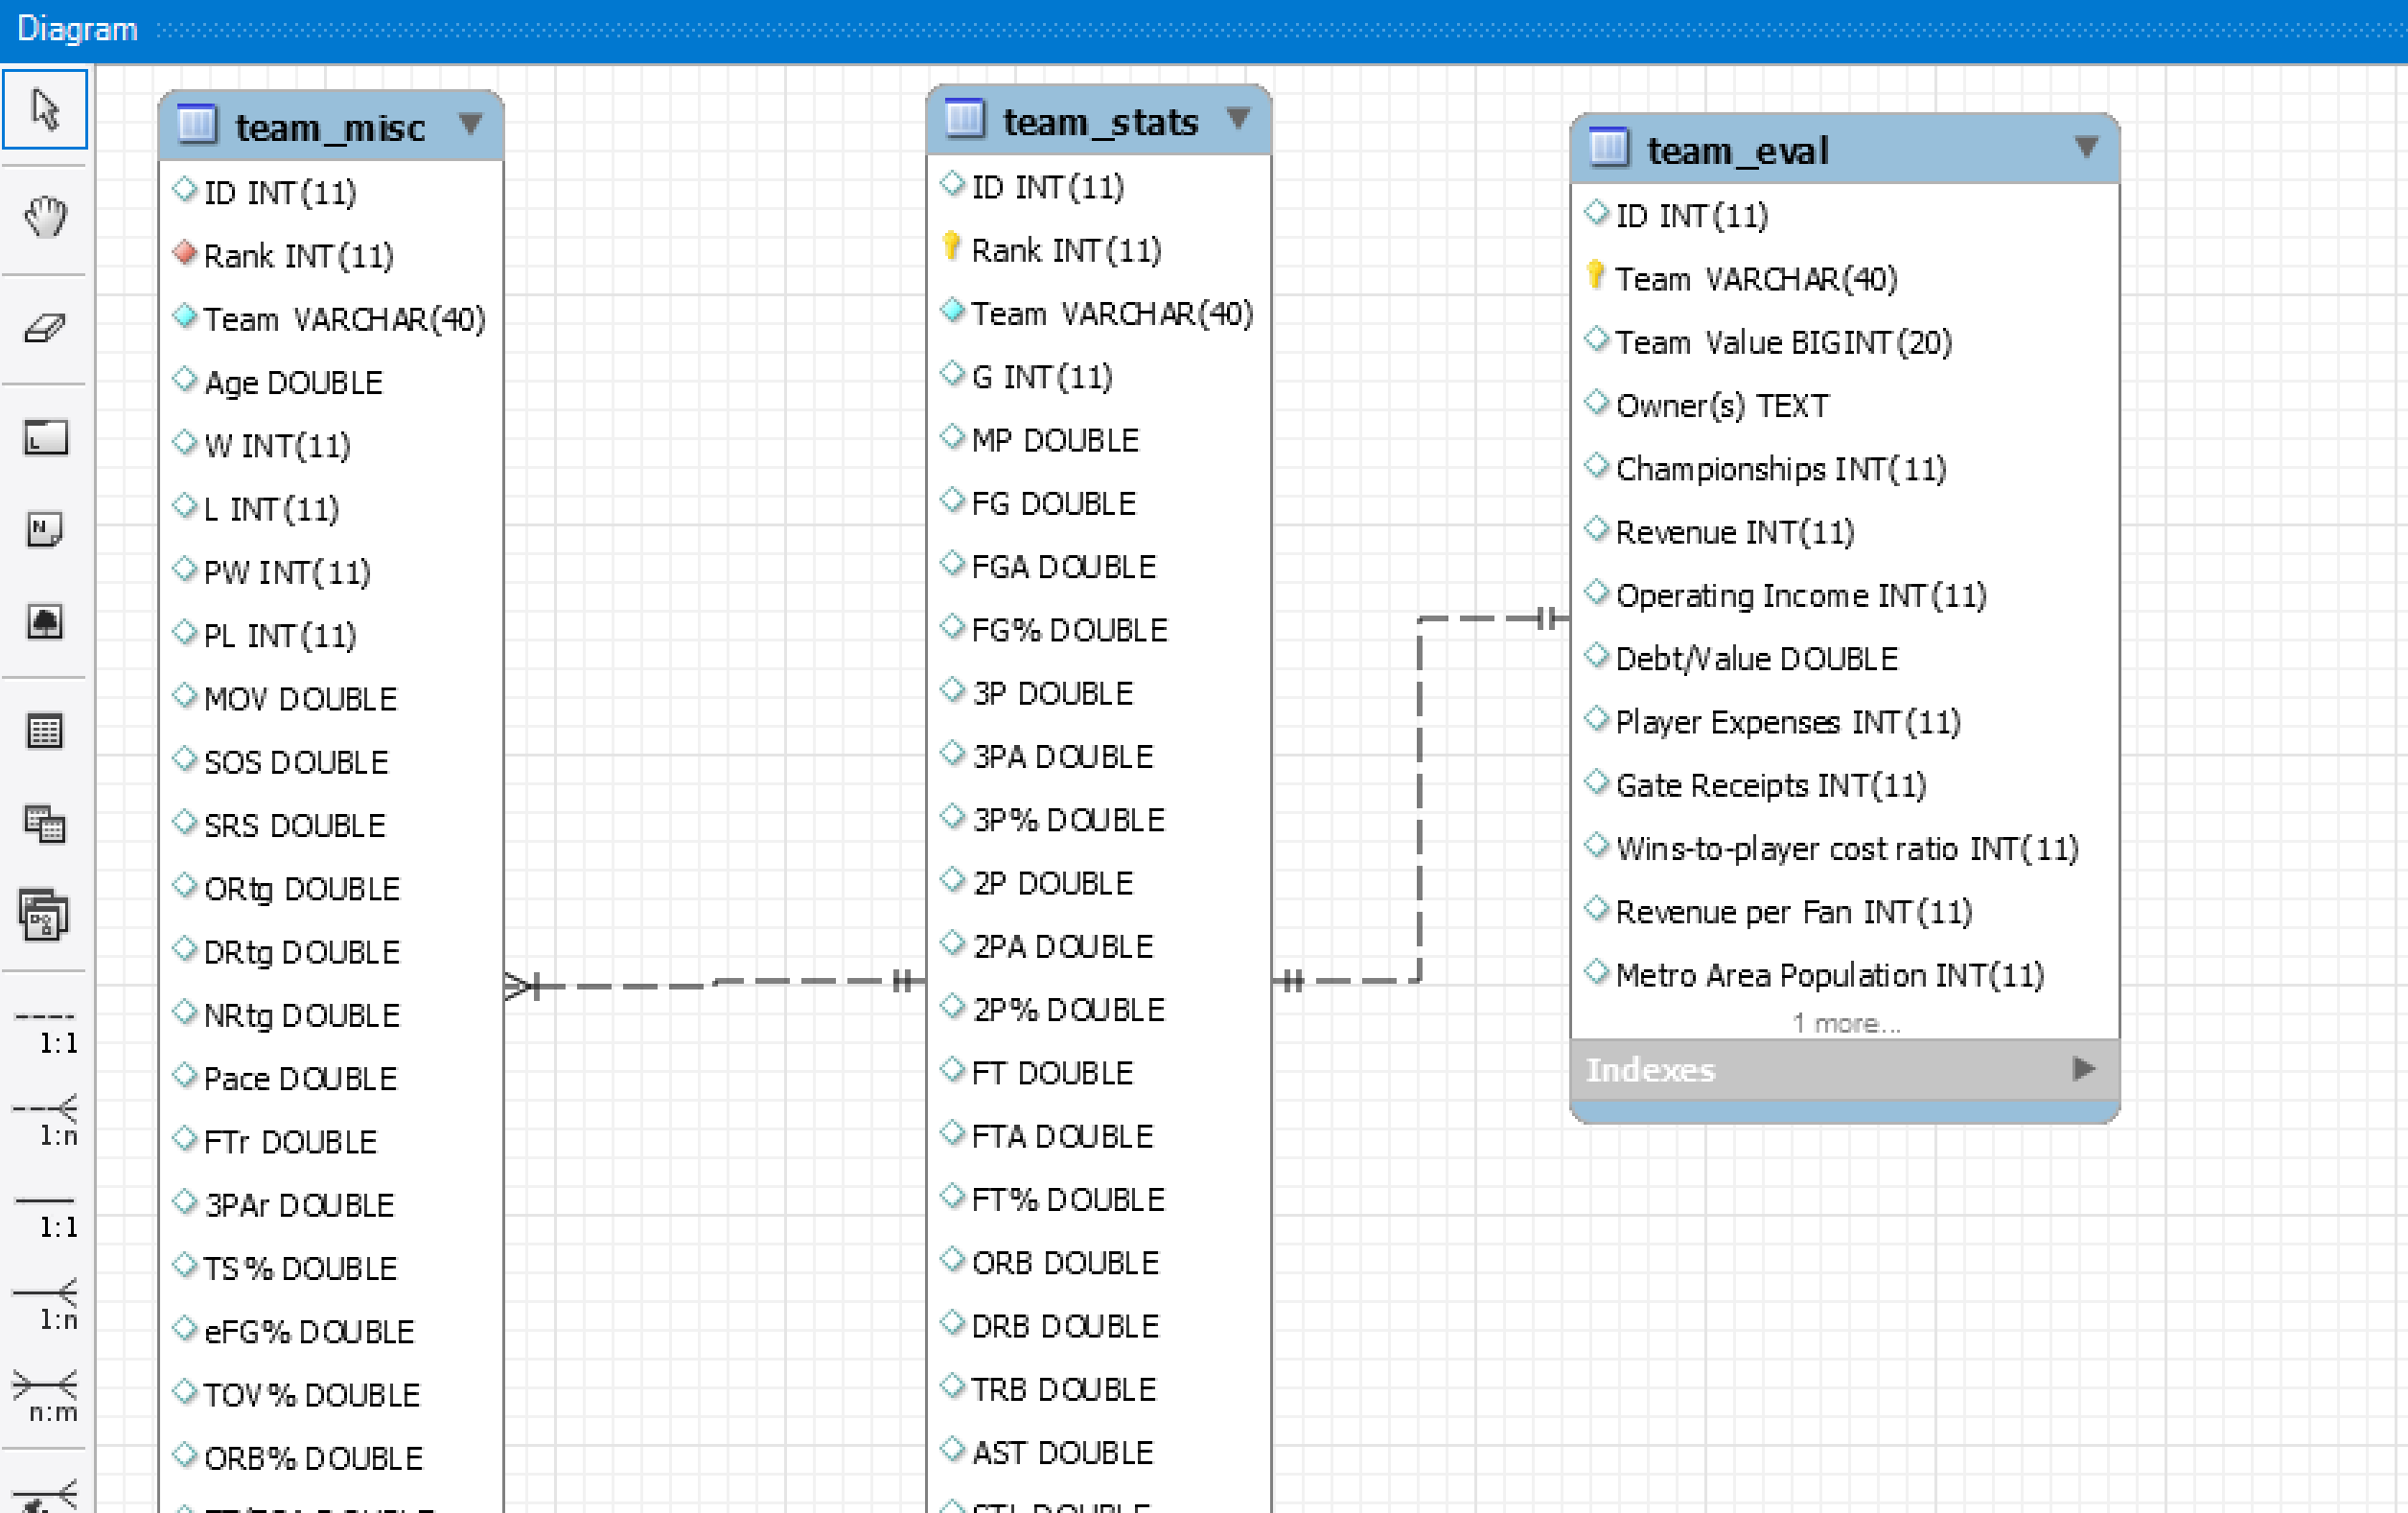 Diagram
team_misc
ID INT(11)
Rank INT(11)
Team VARCHAR(40)
Age DOUBLE
W INT(11)
L INT(11)
PW INT(11)
PL INT(11)
MOV DOUBLE
SOS DOUBLE
SRS DOUBLE
ORtg DOUBLE
DRtg DOUBLE
NRtg DOUBLE
Pace DOUBLE
FTr DOUBLE
3PAr DOUBLE
TS% DOUBLE
eFG% DOUBLE
TOV% DOUBLE
ORB% DOUBLE
team_stats
ID INT(11)
Rank INT(11)
Team VARCHAR(40)
G INT(11)
MP DOUBLE
FG DOUBLE
FGA DOUBLE
FG% DOUBLE
3P DOUBLE
3PA DOUBLE
3P% DOUBLE
2P DOUBLE
2PA DOUBLE
2P% DOUBLE
FT DOUBLE
FTA DOUBLE
FT% DOUBLE
ORB DOUBLE
DRB DOUBLE
TRB DOUBLE
AST DOUBLE
STL DOUBLE
team_eval
ID INT(11)
Team VARCHAR(40)
Team Value BIGINT(20)
Owner(s) TEXT
Championships INT(11)
Revenue INT(11)
Operating Income INT(11)
Debt/Value DOUBLE
Player Expenses INT(11)
Gate Receipts INT(11)
Wins-to-player cost ratio INT(11)
Revenue per Fan INT(11)
Metro Area Population INT(11)
1 more...
Indexes
L
N
1:1
1:n
1:1
1:n
n:m